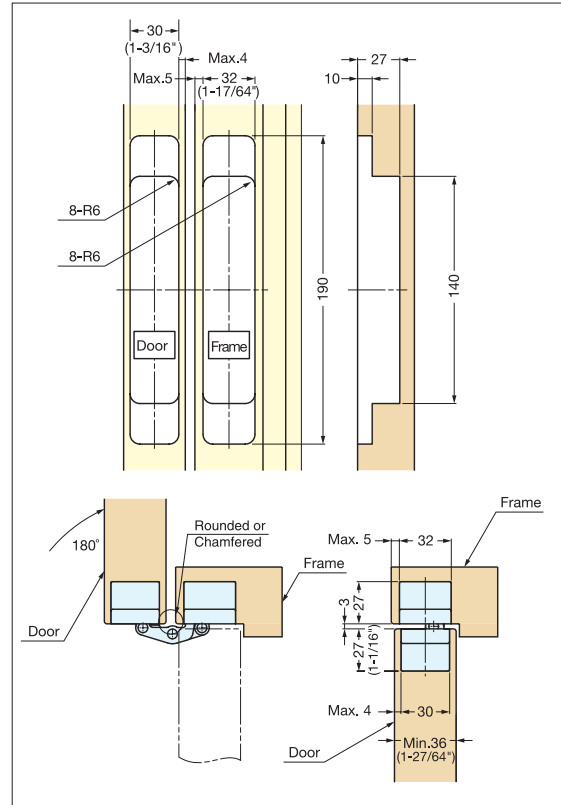 30
(1-3/16")
Max.4
Max.5
32
(1-17/64")
27
10
8-R6
8-R6
190
140
Door
Frame
180°
Rounded or
Chamfered
Frame
Door
Frame
Max. 5
32
3
27
27
(1-1/16")
Max. 4
30
Door
Min.36
(1-27/64")